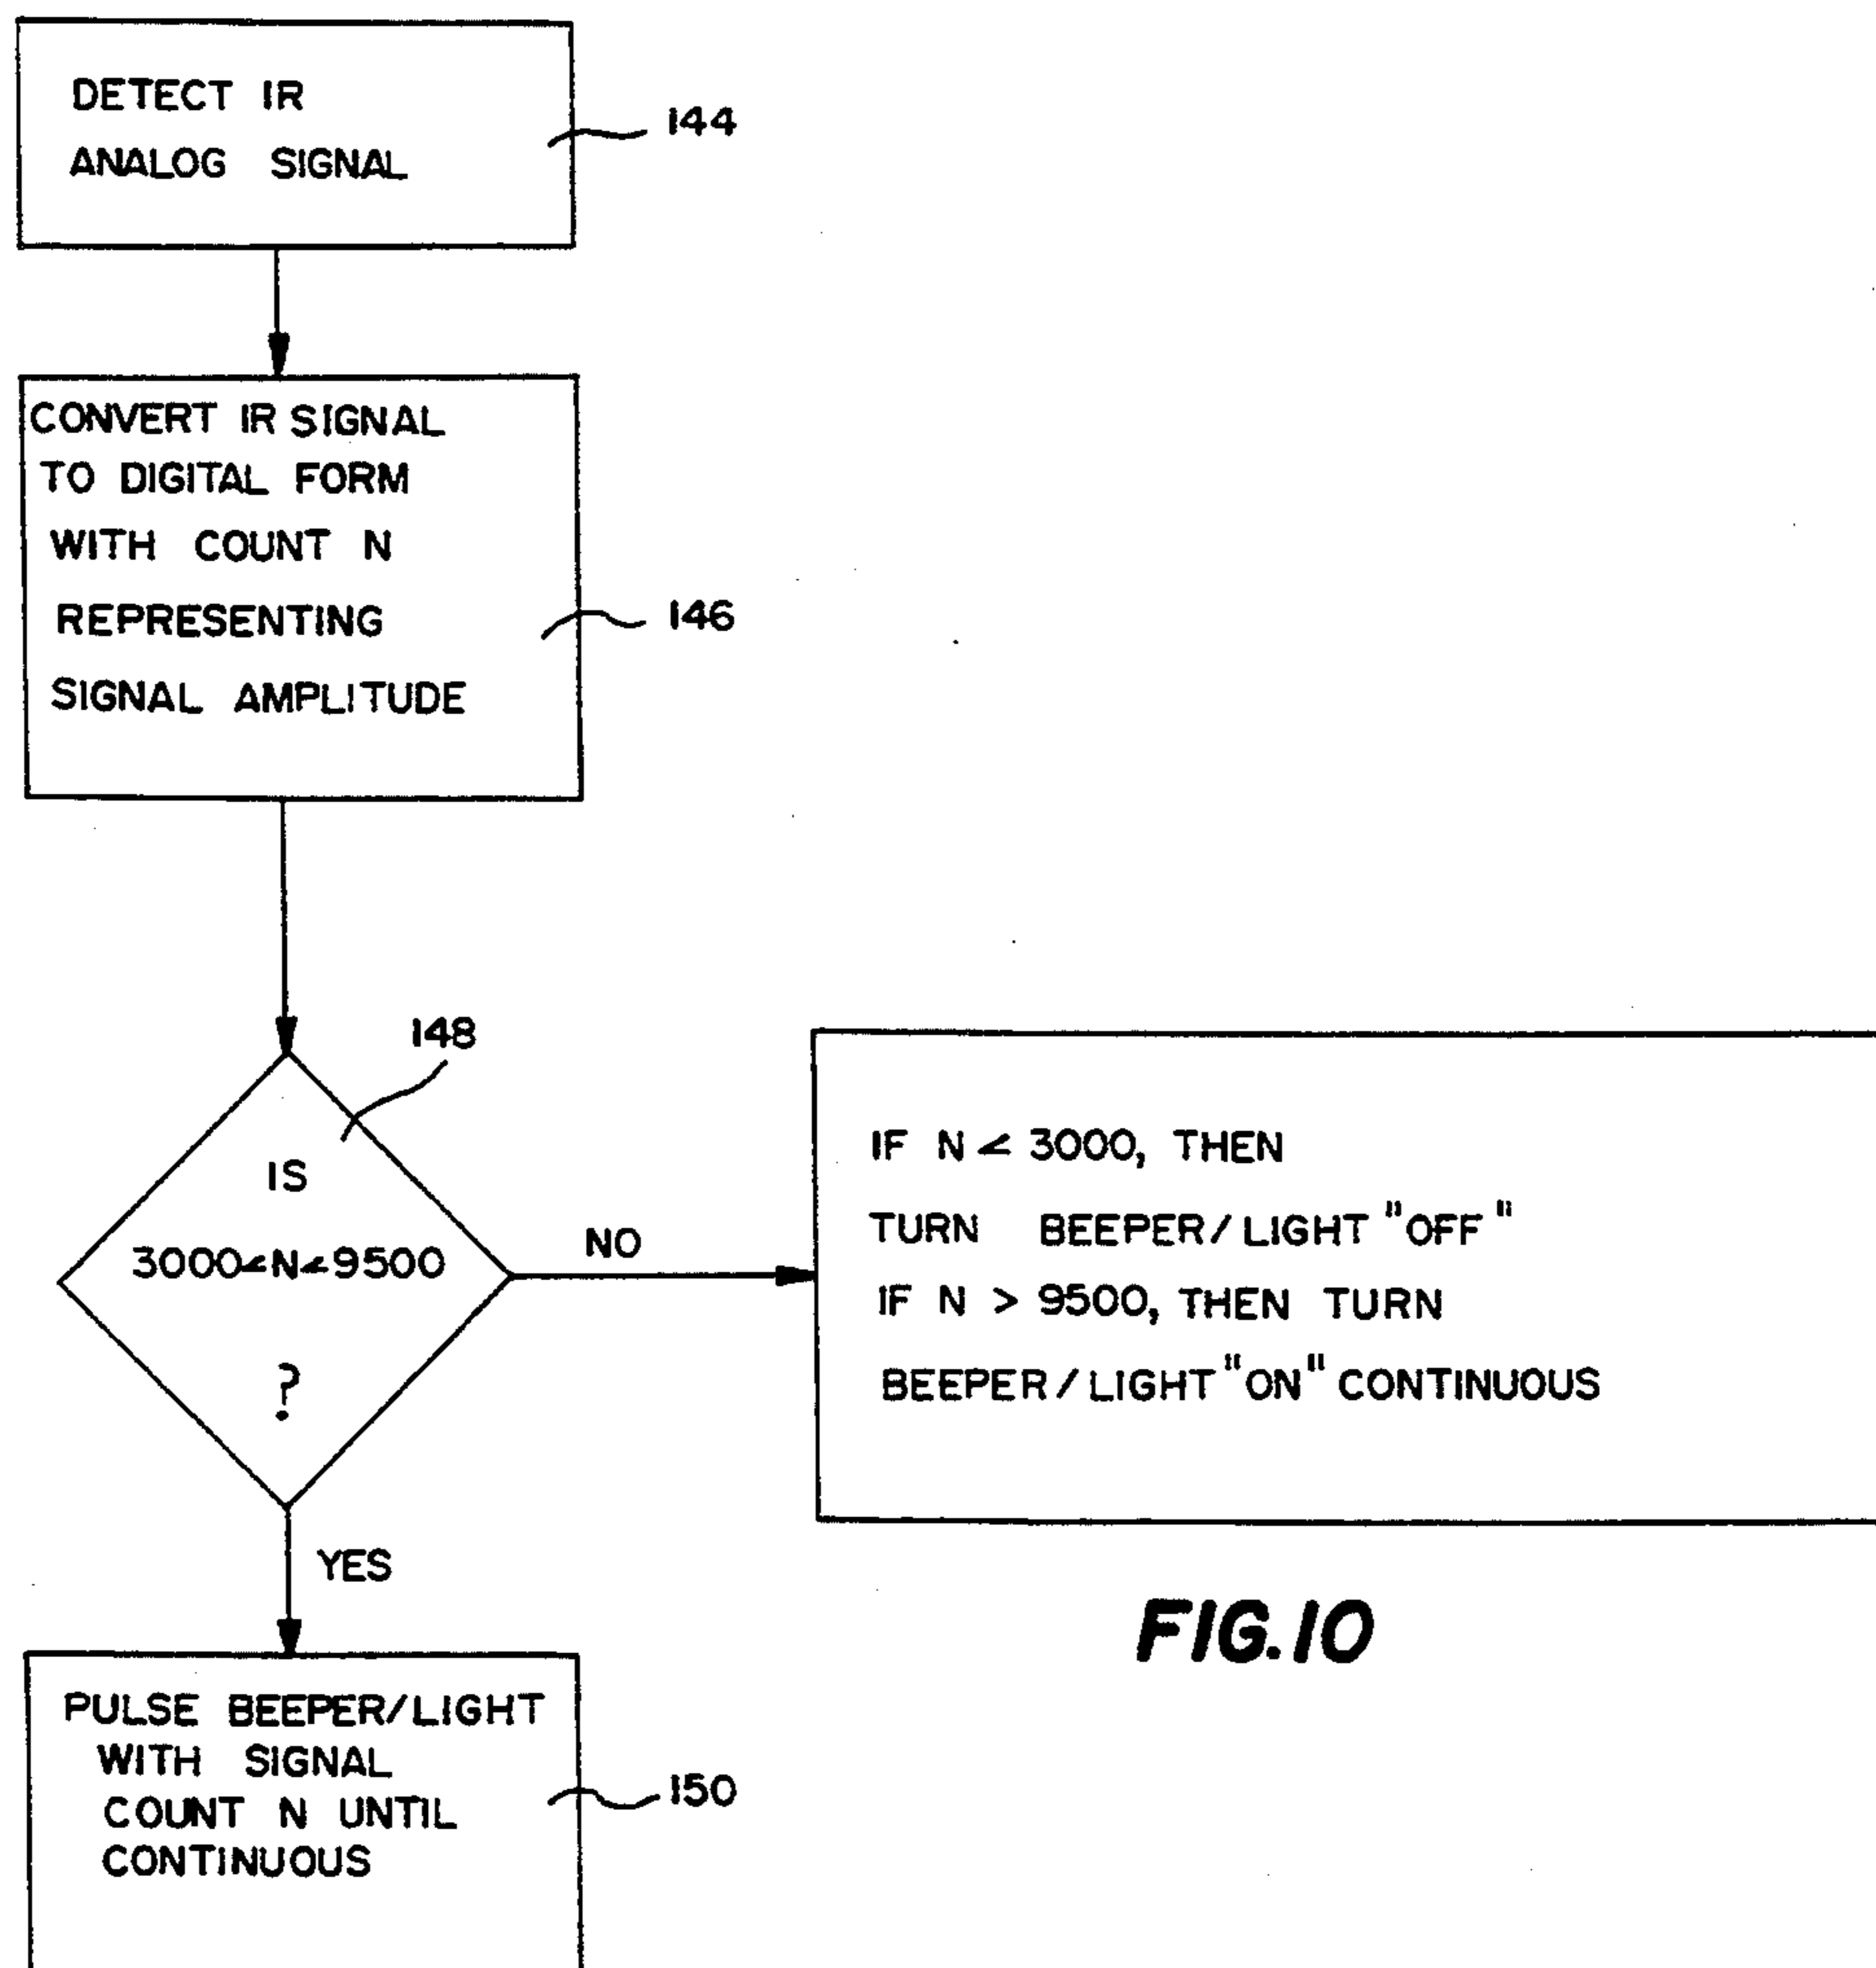 DETECT IR
ANALOG SIGNAL
144
CONVERT IR SIGNAL
TO DIGITAL FORM
WITH COUNT N
REPRESENTING
SIGNAL AMPLITUDE
146
148
IS
3000<N<9500
?
NO
IF N < 3000, THEN
TURN BEEPER/LIGHT "OFF"
IF N > 9500, THEN TURN
BEEPER/LIGHT "ON" CONTINUOUS
YES
PULSE BEEPER/LIGHT
WITH SIGNAL
COUNT N UNTIL
CONTINUOUS
150
FIG.10